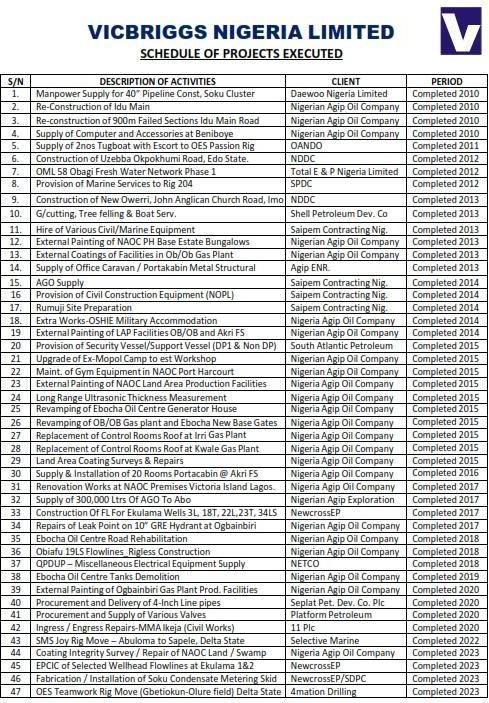 VICBRIGGS NIGERIA LIMITED
SCHEDULE OF PROJECTS EXECUTED
V
S/N DESCRIPTION OF ACTIVITIES CLIENT PERIOD
1. Manpower Supply for 40” Pipeline Const, Soku Cluster Daewoo Nigeria Limited Completed 2010
2. Re-Construction of Idu Main Nigerian Agip Oil Company Completed 2010
3. Re-construction of 900m Failed Sections Idu Main Road Nigerian Agip Oil Company Completed 2010
4. Supply of Computer and Accessories at Beniboye Nigerian Agip Oil Company Completed 2010
5. Supply of 2nos Tugboat with Escort to OES Passion Rig OANDO Completed 2011
6. Construction of Uzebba Okpokhumi Road, Edo State. NDDC Completed 2012
7. OML 58 Obagi Fresh Water Network Phase 1 Total E & P Nigeria Limited Completed 2012
8. Provision of Marine Services to Rig 204 SPDC Completed 2012
9. Construction of New Owerri, John Anglican Church Road, Imo NDDC Completed 2013
10. G/cutting, Tree felling & Boat Serv. Shell Petroleum Dev. Co Completed 2013
11. Hire of Various Civil/Marine Equipment Saipem Contracting Nig. Completed 2013
12. External Painting of NAOC PH Base Estate Bungalows Nigerian Agip Oil Company Completed 2013
13. External Coatings of Facilities in Ob/Ob Gas Plant Nigerian Agip Oil Company Completed 2013
14. Supply of Office Caravan / Portakabin Metal Structural Agip ENR. Completed 2013
15. AGO Supply Saipem Contracting Nig. Completed 2014
16 Provision of Civil Construction Equipment (NOPL) Saipem Contracting Nig. Completed 2014
17. Rumuji Site Preparation Saipem Contracting Nig. Completed 2014
18. Extra Works-OSHIE Military Accommodation Nigeria Agip Oil Company Completed 2014
19 External Painting of LAP Facilities OB/OB and Akri FS Nigeria Agip Oil Company Completed 2014
20 Provision of Security Vessel/Support Vessel (DP1 & Non DP) South Atlantic Petroleum Completed 2015
21 Upgrade of Ex-Mopol Camp to est Workshop Nigeria Agip Oil Company Completed 2015
22 Maint. of Gym Equipment in NAOC Port Harcourt Nigeria Agip Oil Company Completed 2015
23 External Painting of NAOC Land Area Production Facilities Nigeria Agip Oil Company Completed 2015
24 Long Range Ultrasonic Thickness Measurement Nigeria Agip Oil Company Completed 2015
25 Revamping of Ebocha Oil Centre Generator House Nigeria Agip Oil Company Completed 2015
26 Revamping of OB/OB Gas plant and Ebocha New Base Gates Nigeria Agip Oil Company Completed 2015
27 Replacement of Control Rooms Roof at Irri Gas Plant Nigeria Agip Oil Company Completed 2015
28 Replacement of Control Rooms Roof at Kwale Gas Plant Nigeria Agip Oil Company Completed 2015
29 Land Area Coating Surveys & Repairs Nigeria Agip Oil Company Completed 2015
30 Supply & Installation of 20 Rooms Portacabin @ Akri FS Nigeria Agip Oil Company Completed 2016
31 Renovation Works at NAOC Premises Victoria Island Lagos. Nigeria Agip Oil Company Completed 2017
32 Supply of 300,000 Ltrs Of AGO To Abo Nigerian Agip Exploration Completed 2017
33 Construction Of FL For Ekulama Wells 3L, 18T, 22L,23T, 34LS NewcrossEP Completed 2017
34 Repairs of Leak Point on 10” GRE Hydrant at Ogbainbiri Nigerian Agip Oil Company Completed 2017
35 Ebocha Oil Centre Road Rehabilitation Nigerian Agip Oil Company Completed 2018
36 Obiafu 19LS Flowlines_Rigless Construction Nigerian Agip Oil Company Completed 2018
37 QPDUP – Miscellaneous Electrical Equipment Supply NETCO Completed 2018
38 Ebocha Oil Centre Tanks Demolition Nigerian Agip Oil Company Completed 2019
39 External Painting of Ogbainbiri Gas Plant Prod. Facilities Nigerian Agip Oil Company Completed 2020
40 Procurement and Delivery of 4-Inch Line pipes Seplat Pet. Dev. Co. Plc Completed 2020
41 Procurement and Supply of Various Valves Platform Petroleum Completed 2020
42 Ingress / Engress Repairs-MMA Ikeja (Civil Works) 11 Plc Completed 2020
43 SMS Joy Rig Move – Abuloma to Sapele, Delta State Selective Marine Completed 2022
44 Coating Integrity Survey / Repair of NAOC Land / Swamp Nigeria Agip Oil Company Completed 2023
45 EPCIC of Selected Wellhead Flowlines at Ekulama 1&2 NewcrossEP Completed 2023
46 Fabrication / Installation of Soku Condensate Metering Skid NewcrossEP/SDPC Completed 2023
47 OES Teamwork Rig Move (Gbetiokun-Olure field) Delta State 4mation Drilling Completed 2023